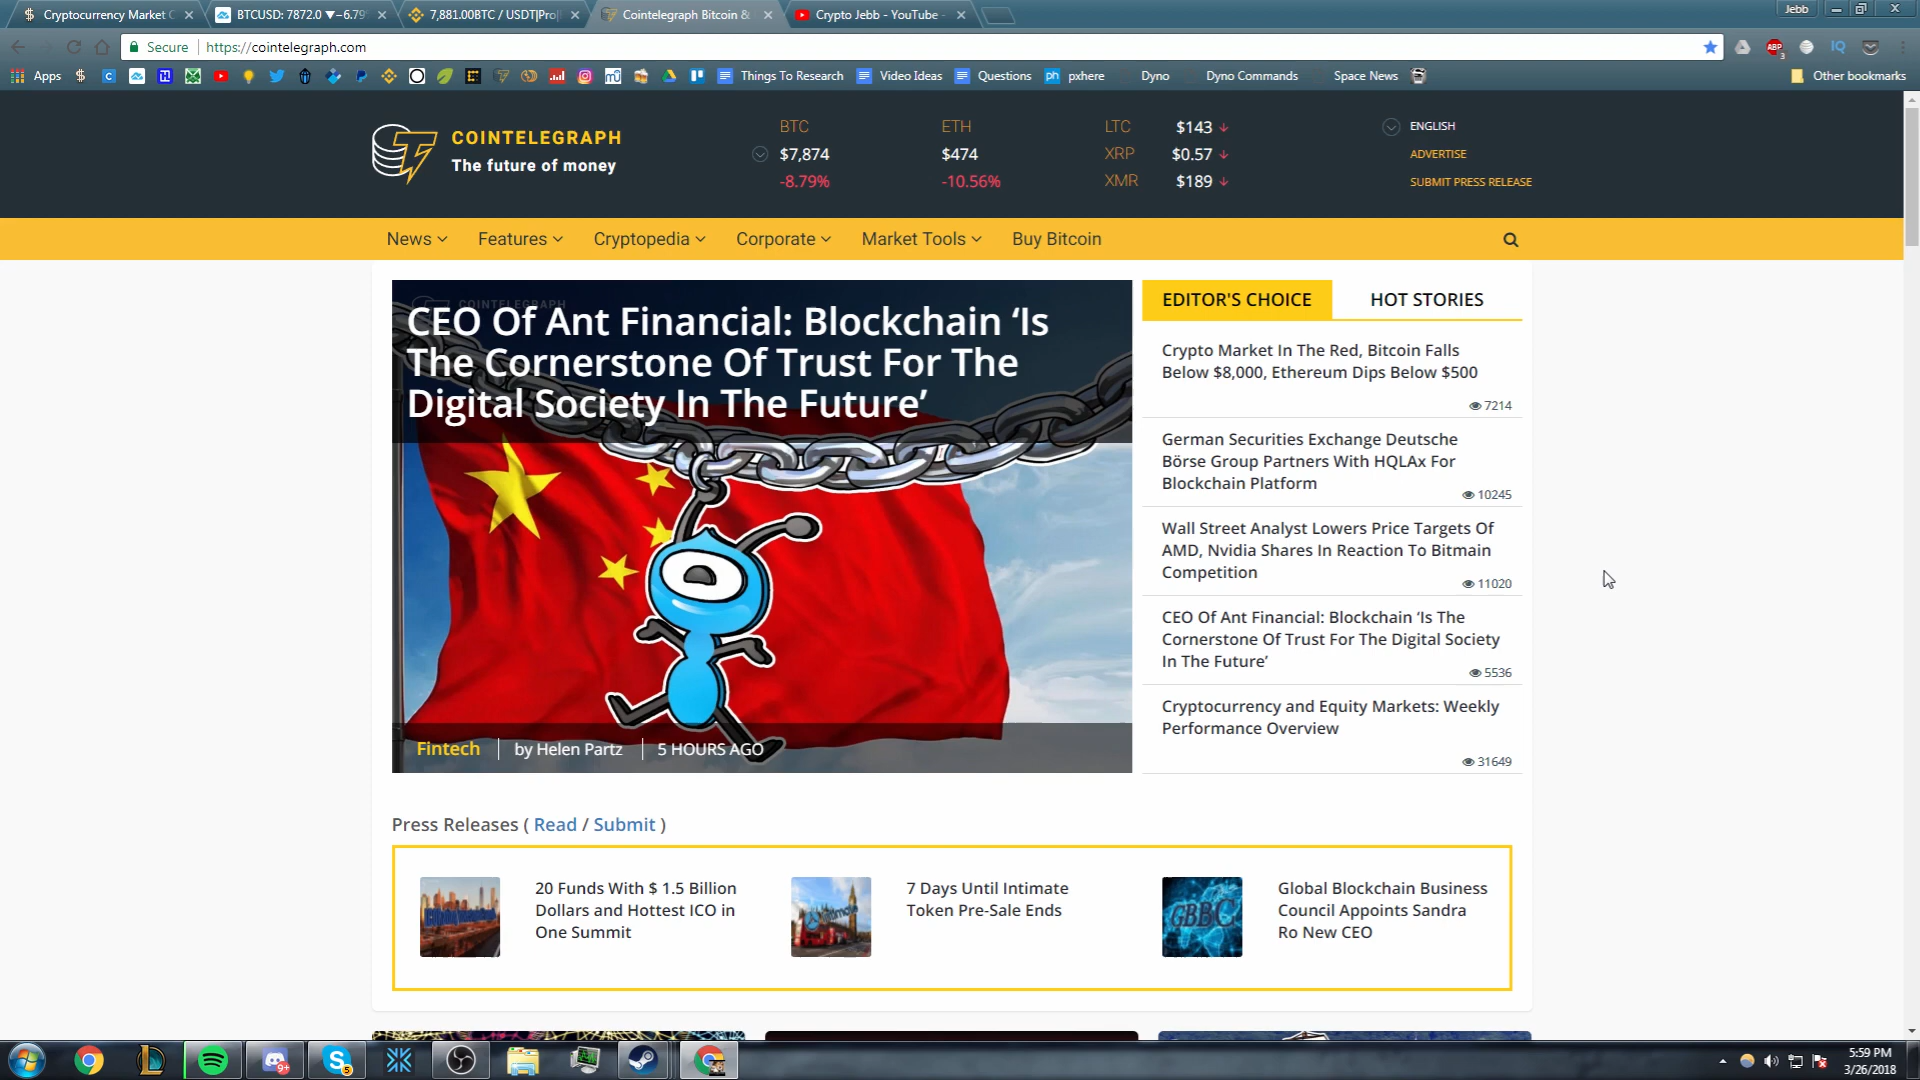 Cryptocurrency Market C
BTCUSD: 7872.0 ▼−6.79
7,881.00BTC / USDT|Pro|
Cointelegraph Bitcoin &
Crypto Jebb - YouTube
Jebb
Secure
https://cointelegraph.com
Apps
Things To Research
Video Ideas
Questions
pxhere
Dyno
Dyno Commands
Space News
Other bookmarks
COINTELEGRAPH
The future of money
BTC
$7,874
-8.79%
ETH
$474
-10.56%
LTC $143
XRP $0.57
XMR $189
ENGLISH
ADVERTISE
SUBMIT PRESS RELEASE
News
Features
Cryptopedia
Corporate
Market Tools
Buy Bitcoin
COINTELEGRAPH
CEO Of Ant Financial: Blockchain ‘Is
The Cornerstone Of Trust For The
Digital Society In The Future’
Fintech
by Helen Partz
5 HOURS AGO
EDITOR'S CHOICE
HOT STORIES
Crypto Market In The Red, Bitcoin Falls
Below $8,000, Ethereum Dips Below $500
7214
German Securities Exchange Deutsche
Börse Group Partners With HQLAx For
Blockchain Platform
10245
Wall Street Analyst Lowers Price Targets Of
AMD, Nvidia Shares In Reaction To Bitmain
Competition
11020
CEO Of Ant Financial: Blockchain ‘Is The
Cornerstone Of Trust For The Digital Society
In The Future’
5536
Cryptocurrency and Equity Markets: Weekly
Performance Overview
31649
Press Releases ( Read / Submit )
20 Funds With $ 1.5 Billion
Dollars and Hottest ICO in
One Summit
7 Days Until Intimate
Token Pre-Sale Ends
GBBC
Global Blockchain Business
Council Appoints Sandra
Ro New CEO
5:59 PM
3/26/2018